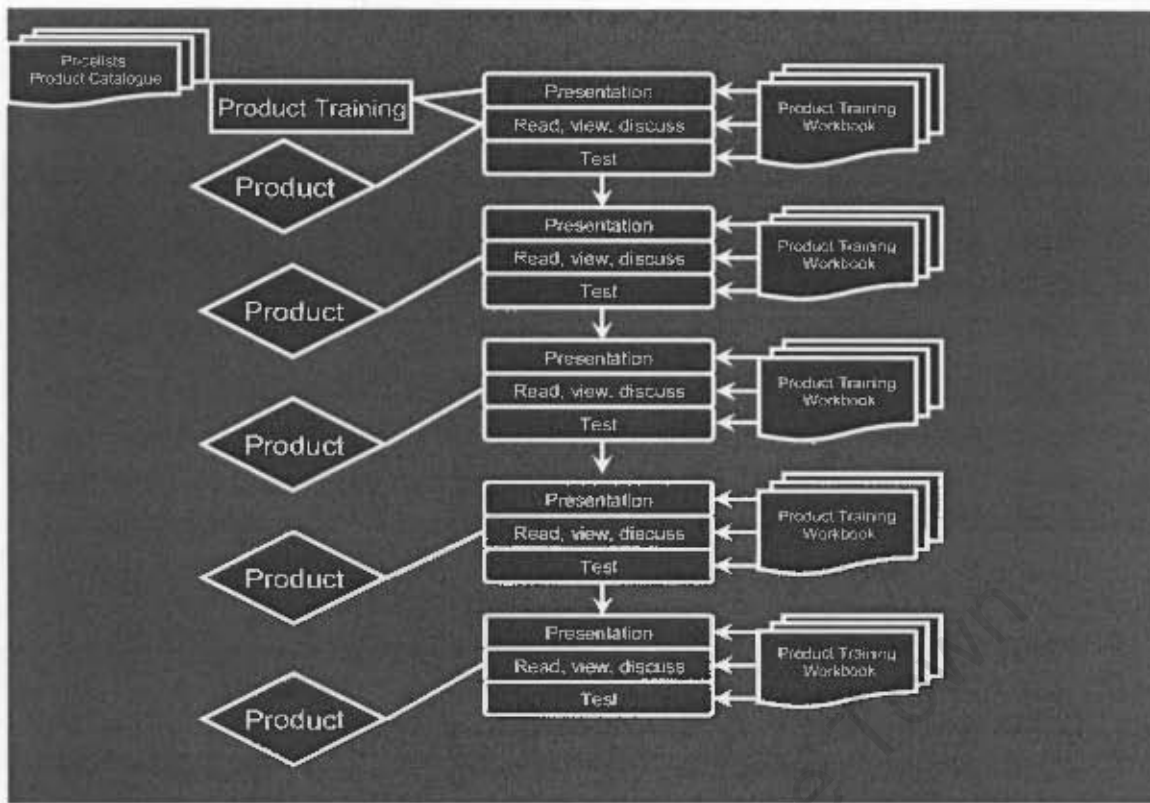 Pricelists
Product Catalogue
Product Training
Presentation
Read, view, discuss
Test
Product Training
Workbook
Product
Presentation
Read, view, discuss
Test
Product Training
Workbook
Product
Presentation
Read, view, discuss
Test
Product Training
Workbook
Product
Presentation
Read, view, discuss
Test
Product Training
Workbook
Product
Presentation
Read, view, discuss
Test
Product Training
Workbook
Product
Town